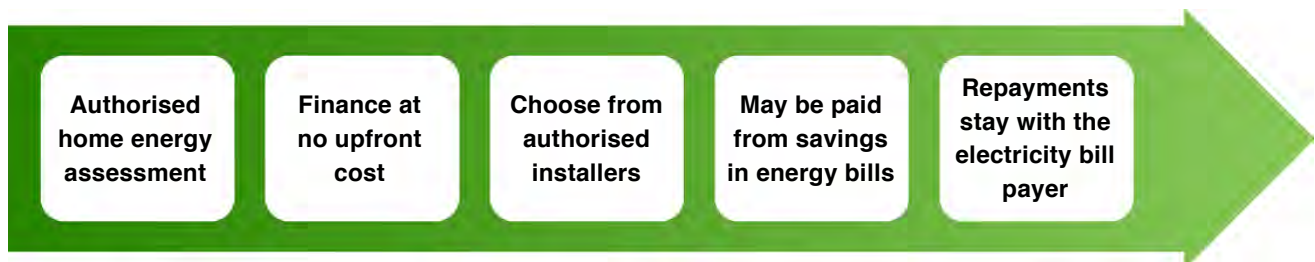 Authorised
home energy
assessment
Finance at
no upfront
cost
Choose from
authorised
installers
May be paid
from savings
in energy bills
Repayments
stay with the
electricity bill
payer